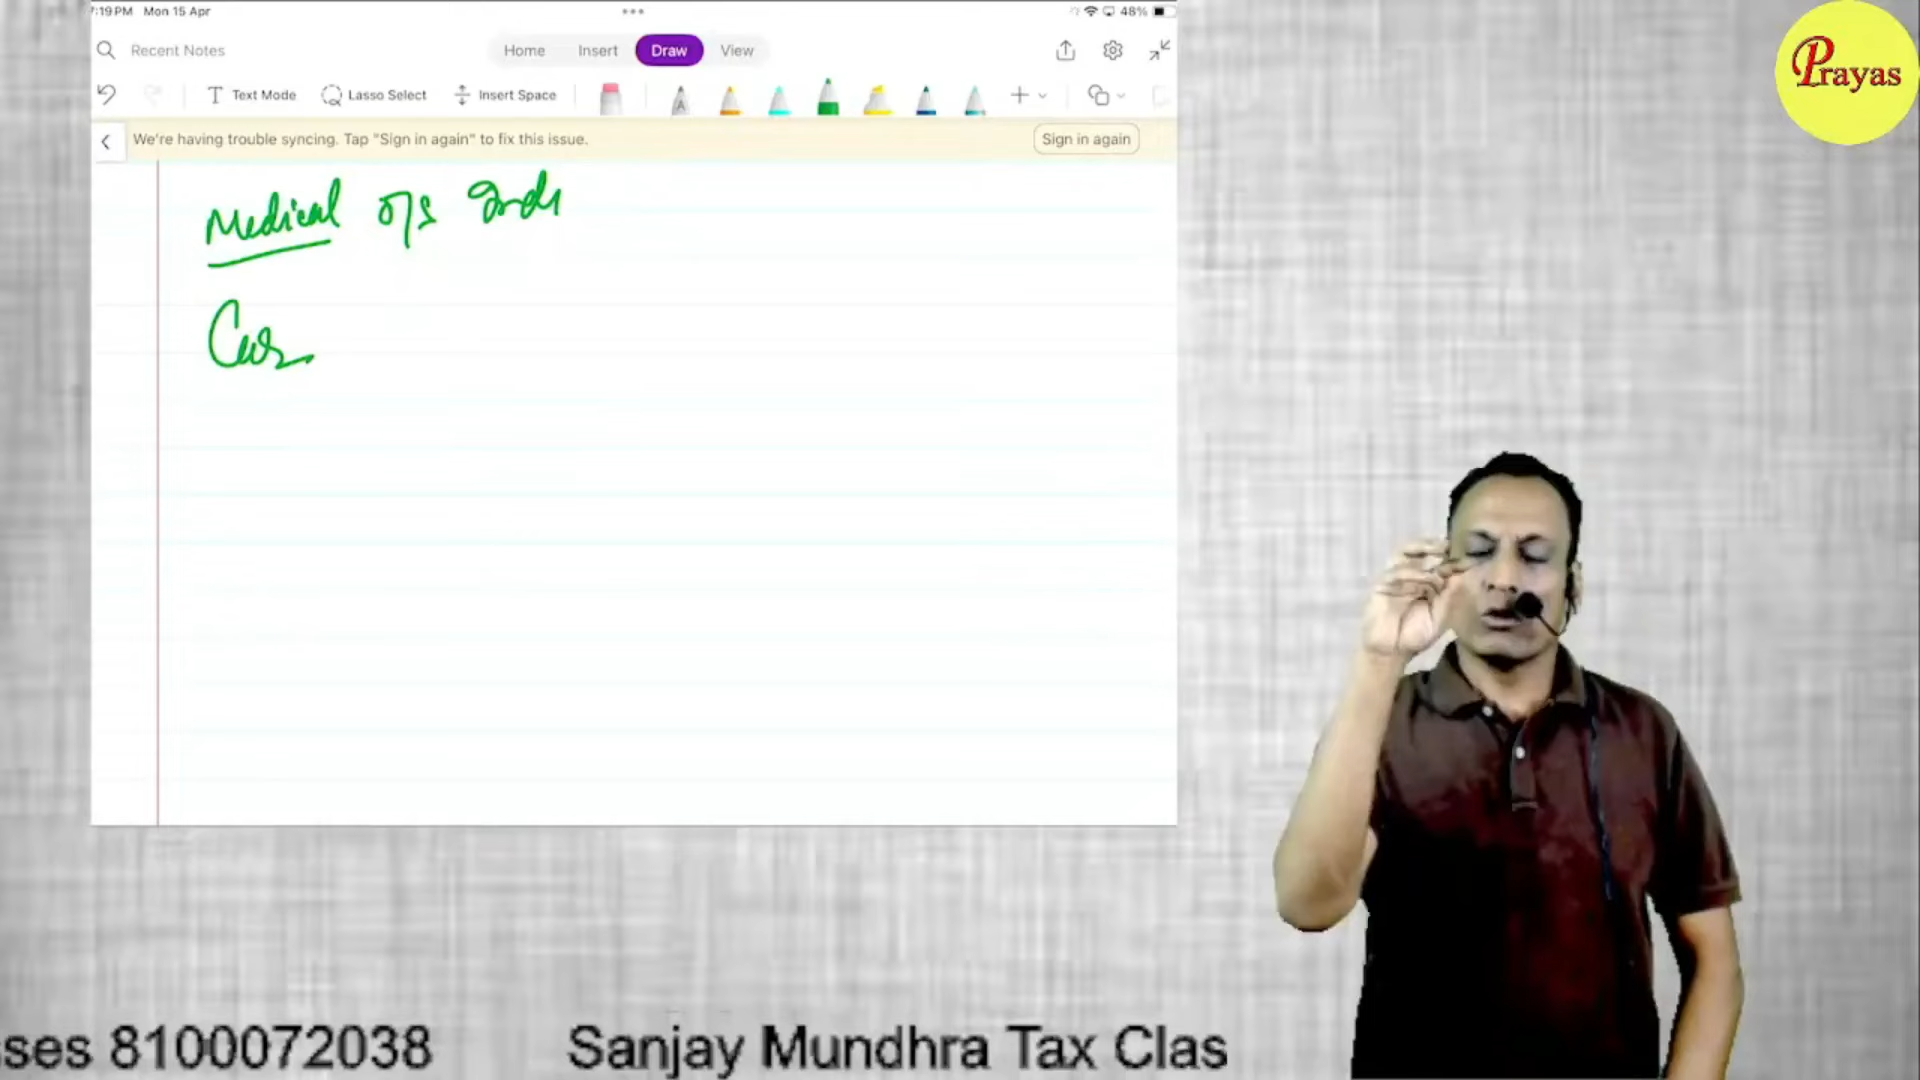 7:19 PM Mon 15 Apr
48%
Recent Notes
Home Insert Draw View
Text Mode Lasso Select Insert Space
We're having trouble syncing. Tap "Sign in again" to fix this issue.
Sign in again
Medical o/s India
Prayas
sses 8100072038 Sanjay Mundhra Tax Clas